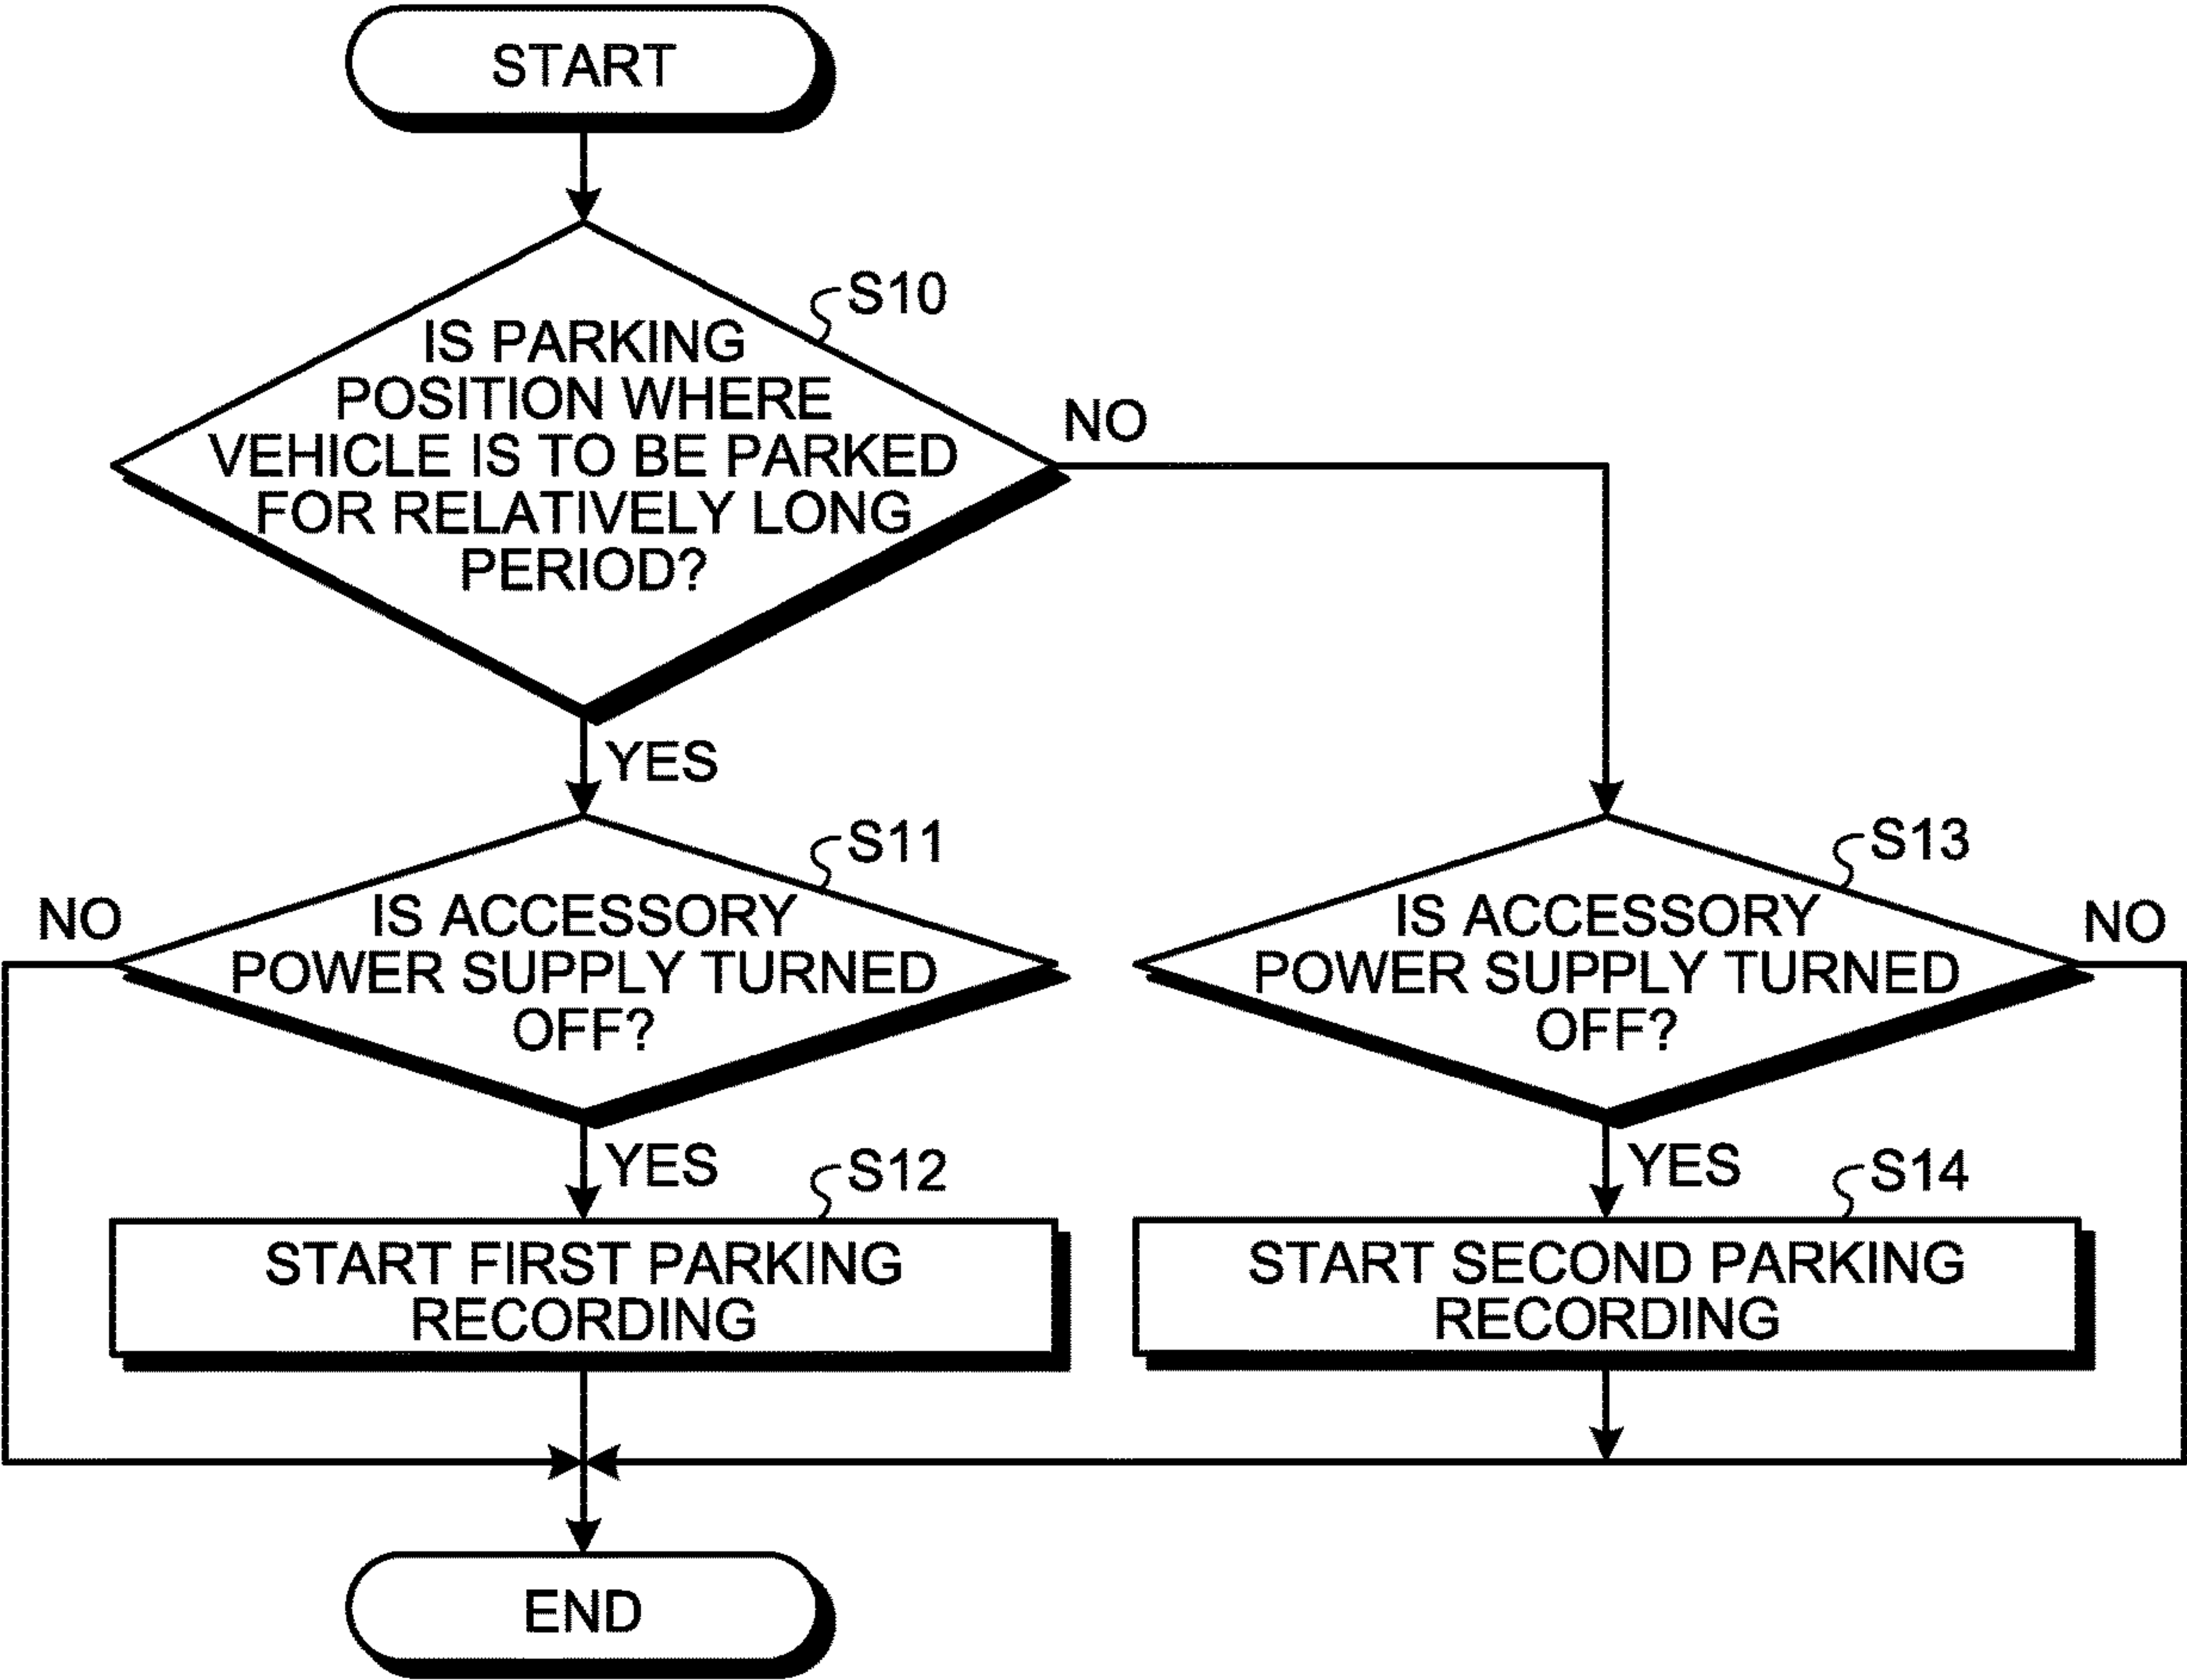 START
S10
IS PARKING
POSITION WHERE
VEHICLE IS TO BE PARKED
FOR RELATIVELY LONG
PERIOD?
NO
YES
S11
IS ACCESSORY
POWER SUPPLY TURNED
OFF?
NO
YES
S12
START FIRST PARKING
RECORDING
S13
IS ACCESSORY
POWER SUPPLY TURNED
OFF?
NO
YES
S14
START SECOND PARKING
RECORDING
END